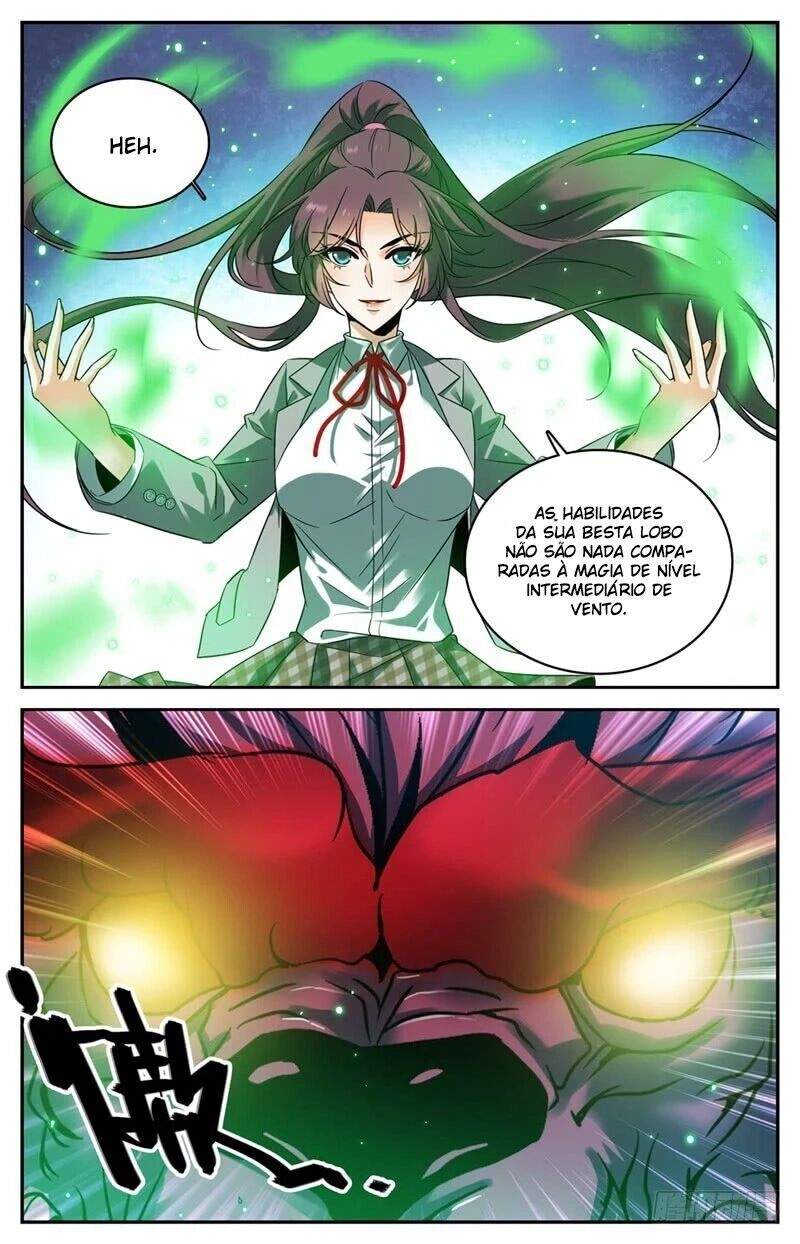 HEH.
AS HABILIDADES
DA SUA BESTA LOBO
NÃO SÃO NADA COMPA-
RADAS À MAGIA DE NÍVEL
INTERMEDIÁRIO DE
VENTO.